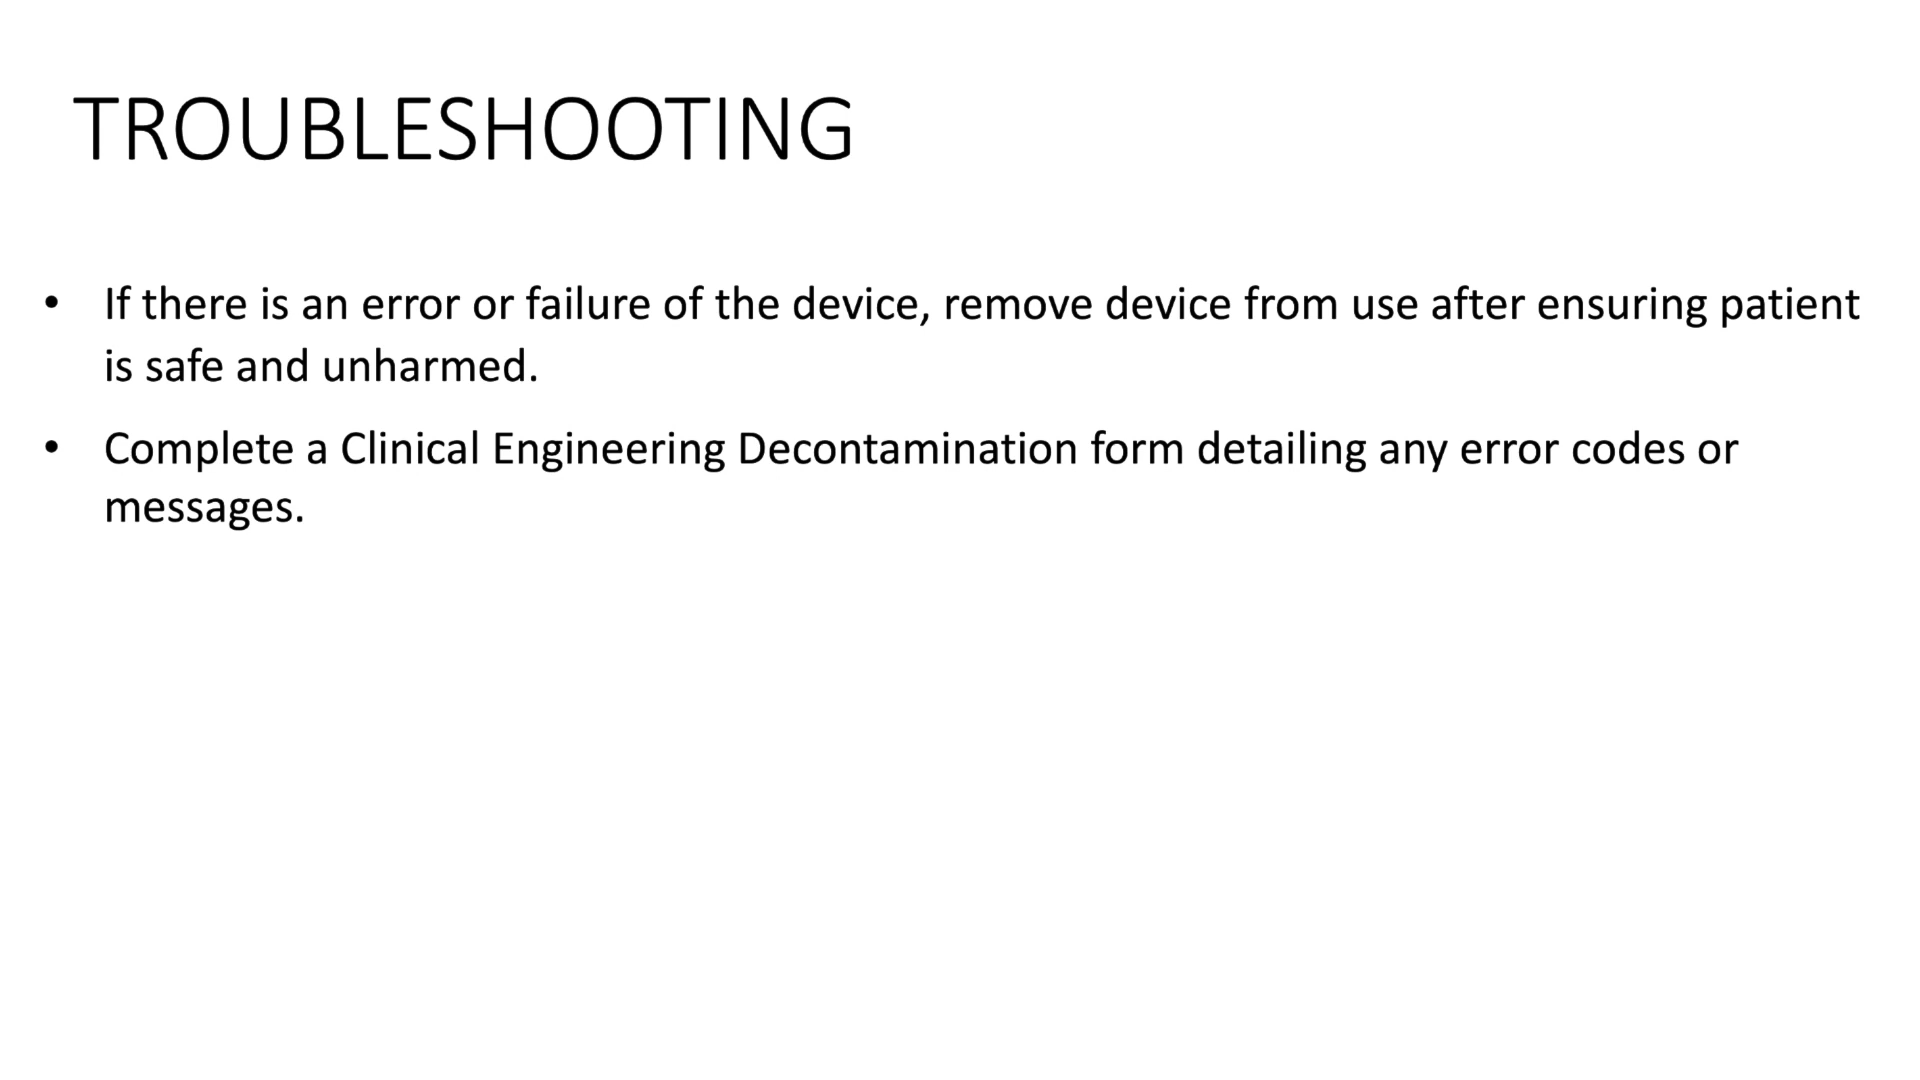 TROUBLESHOOTING
• If there is an error or failure of the device, remove device from use after ensuring patient
is safe and unharmed.
• Complete a Clinical Engineering Decontamination form detailing any error codes or
messages.